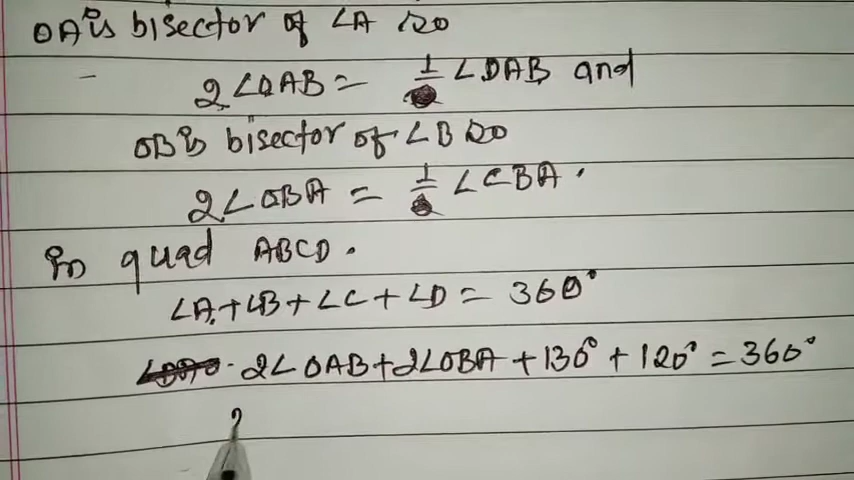 OA is bisector of ∠A so
2∠OAB = 1 ∠DAB and
OB is bisector of ∠B so
2∠OBA = 1 ∠CBA.
In quad ABCD.
∠A+∠B+∠C+∠D = 360°
2∠OAB+2∠OBA+130°+120°=360°
2